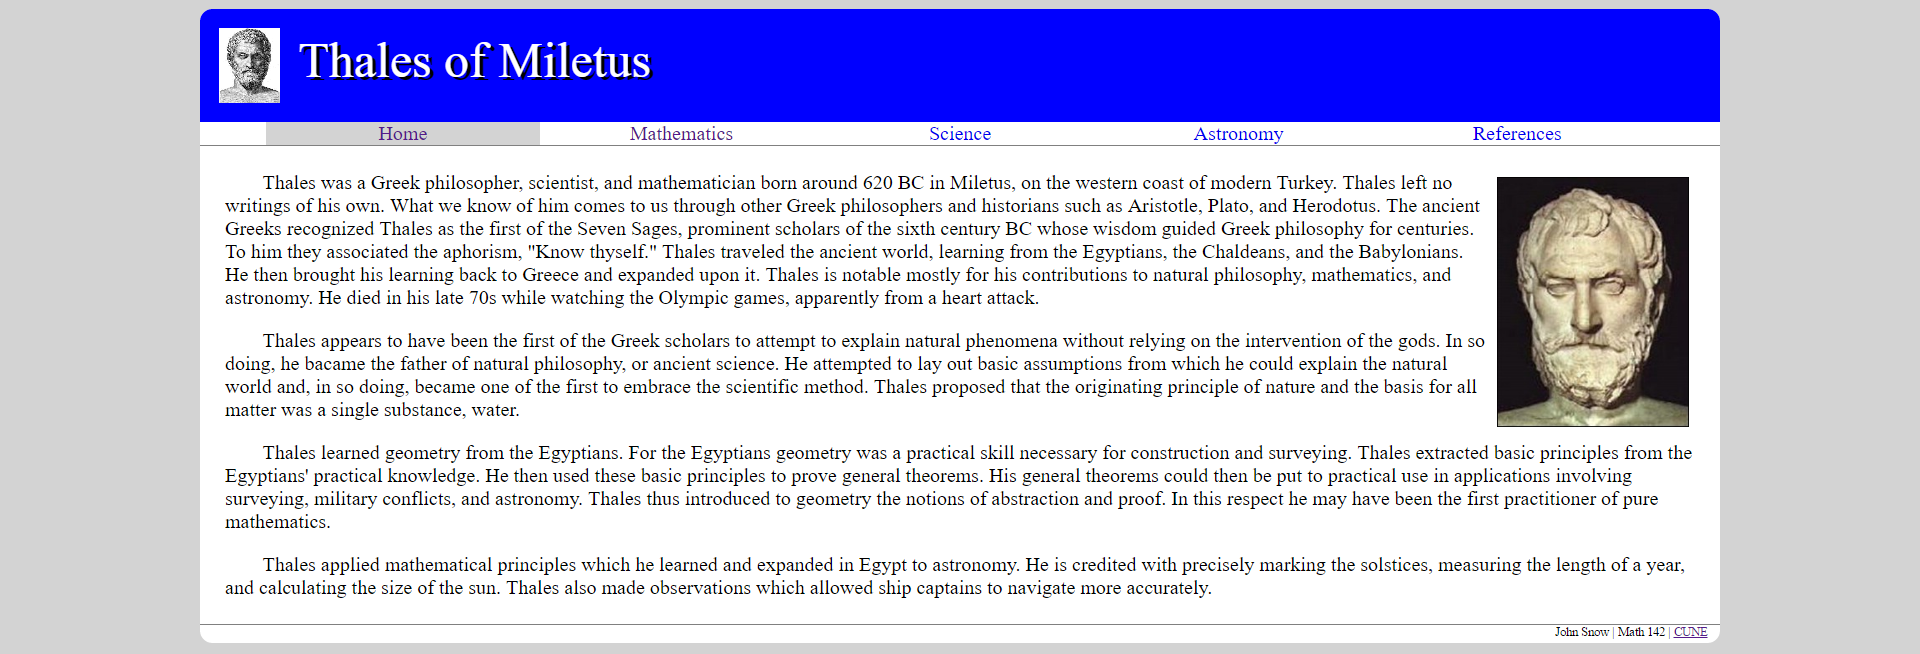 Thales of Miletus
Home Mathematics Science Astronomy References
Thales was a Greek philosopher, scientist, and mathematician born around 620 BC in Miletus, on the western coast of modern Turkey. Thales left no
writings of his own. What we know of him comes to us through other Greek philosophers and historians such as Aristotle, Plato, and Herodotus. The ancient
Greeks recognized Thales as the first of the Seven Sages, prominent scholars of the sixth century BC whose wisdom guided Greek philosophy for centuries.
To him they associated the aphorism, "Know thyself." Thales traveled the ancient world, learning from the Egyptians, the Chaldeans, and the Babylonians.
He then brought his learning back to Greece and expanded upon it. Thales is notable mostly for his contributions to natural philosophy, mathematics, and
astronomy. He died in his late 70s while watching the Olympic games, apparently from a heart attack.
Thales appears to have been the first of the Greek scholars to attempt to explain natural phenomena without relying on the intervention of the gods. In so
doing, he bacame the father of natural philosophy, or ancient science. He attempted to lay out basic assumptions from which he could explain the natural
world and, in so doing, became one of the first to embrace the scientific method. Thales proposed that the originating principle of nature and the basis for all
matter was a single substance, water.
Thales learned geometry from the Egyptians. For the Egyptians geometry was a practical skill necessary for construction and surveying. Thales extracted basic principles from the
Egyptians' practical knowledge. He then used these basic principles to prove general theorems. His general theorems could then be put to practical use in applications involving
surveying, military conflicts, and astronomy. Thales thus introduced to geometry the notions of abstraction and proof. In this respect he may have been the first practitioner of pure
mathematics.
Thales applied mathematical principles which he learned and expanded in Egypt to astronomy. He is credited with precisely marking the solstices, measuring the length of a year,
and calculating the size of the sun. Thales also made observations which allowed ship captains to navigate more accurately.
John Snow | Math 142 | CUNE